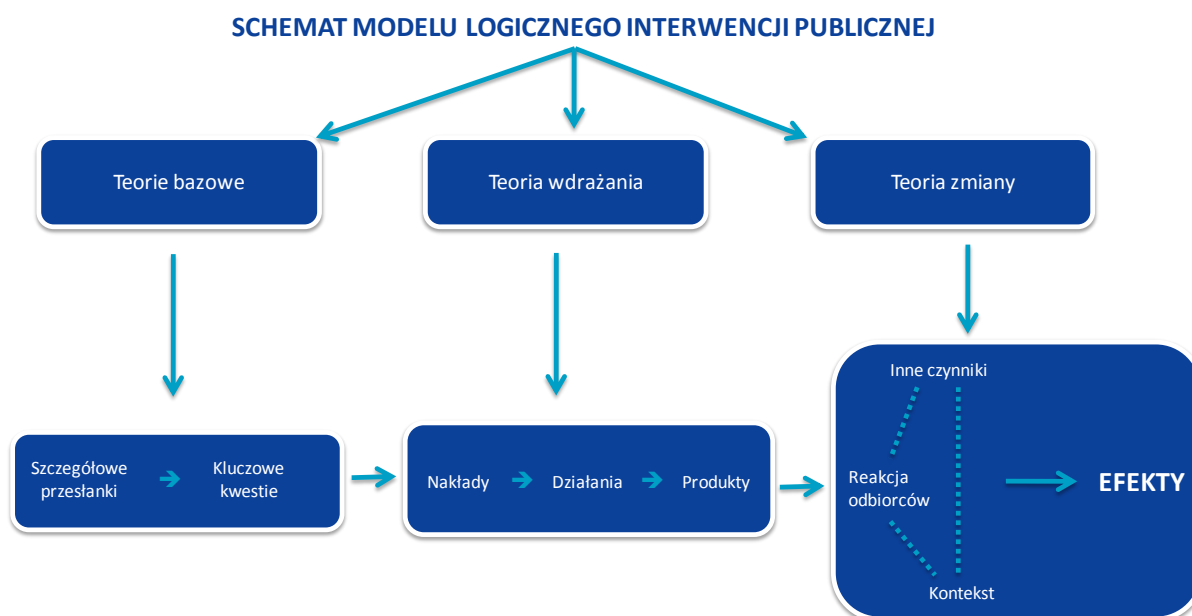 SCHEMAT MODELU LOGICZNEGO INTERWENCJI PUBLICZNEJ
Teorie bazowe
Teoria wdrażania
Teoria zmiany
Szczegółowe
przesłanki
Kluczowe
kwestie
Nakłady
Działania
Produkty
Inne czynniki
Reakcja
odbiorców
EFEKTY
Kontekst